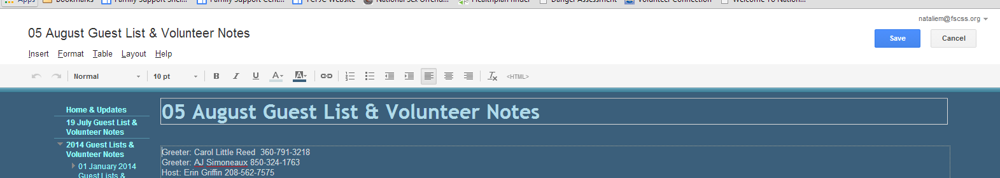 Apps Bookmarks Family Support Shel... Family Support Cent... TCPJC Website National Sex Offend... Healthplanfinder Danger Assessment Volunteer Connection Welcome To Nation...
nataliem@fscss.org
05 August Guest List & Volunteer Notes
Save Cancel
Insert Format Table Layout Help
Normal 10 pt B I U A A <HTML>
Home & Updates
19 July Guest List &
Volunteer Notes
2014 Guest Lists &
Volunteer Notes
01 January 2014
Guest Lists &
05 August Guest List & Volunteer Notes
Greeter: Carol Little Reed 360-791-3218
Greeter: AJ Simoneaux 850-324-1763
Host: Erin Griffin 208-562-7575